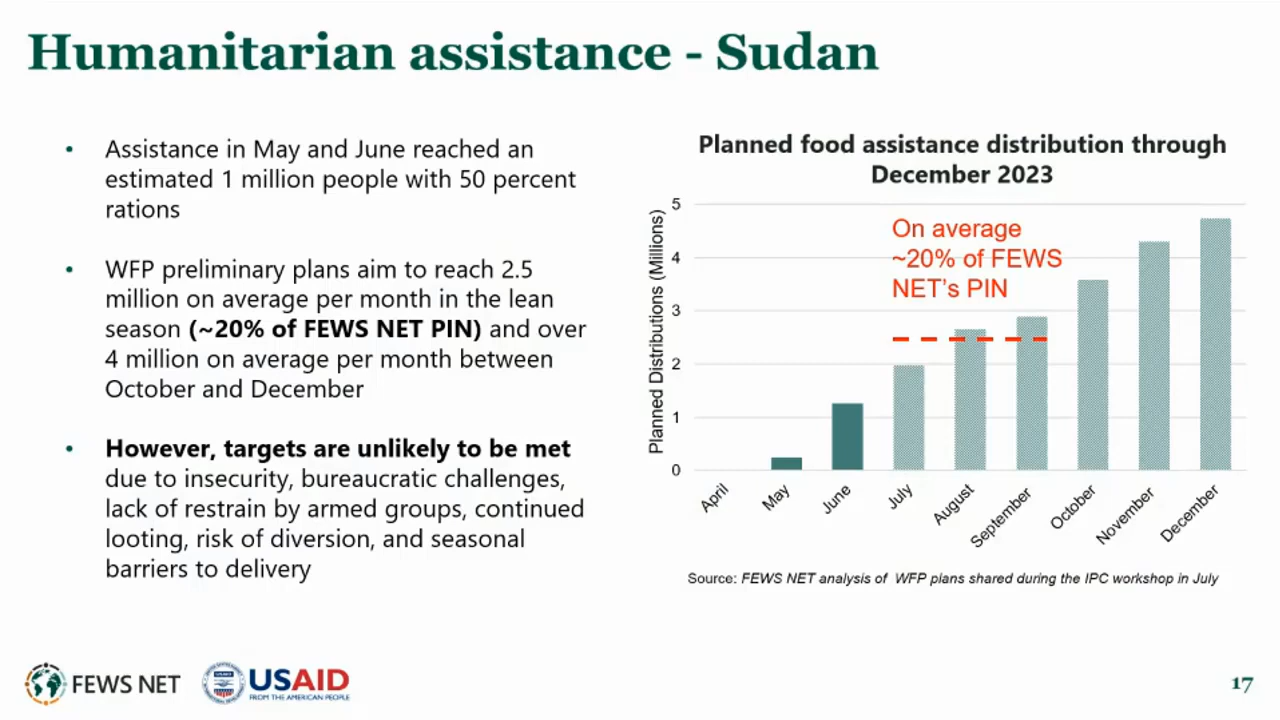 Humanitarian assistance - Sudan
• Assistance in May and June reached an
estimated 1 million people with 50 percent
rations
• WFP preliminary plans aim to reach 2.5
million on average per month in the lean
season (~20% of FEWS NET PIN) and over
4 million on average per month between
October and December
• However, targets are unlikely to be met
due to insecurity, bureaucratic challenges,
lack of restrain by armed groups, continued
looting, risk of diversion, and seasonal
barriers to delivery
Planned food assistance distribution through
December 2023
Planned Distributions (Millions)
5
4
3
2
1
0
On average
~20% of FEWS
NET's PIN
April
May
June
July
August
September
October
November
December
Source: FEWS NET analysis of WFP plans shared during the IPC workshop in July
FEWS NET
USAID
FROM THE AMERICAN PEOPLE
17